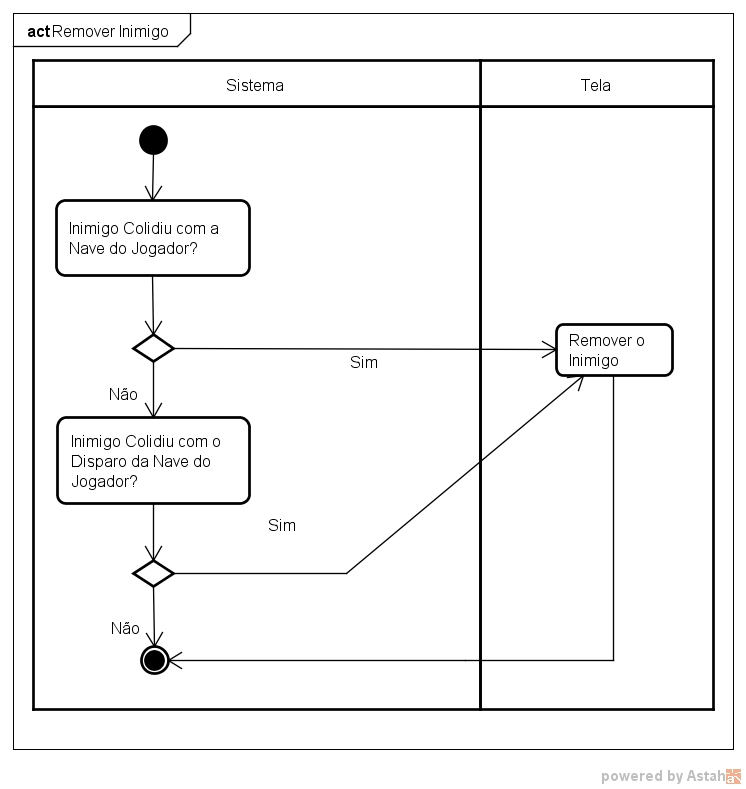 act Remover Inimigo
Sistema
Tela
Inimigo Colidiu com a
Nave do Jogador?
Remover o
Inimigo
Sim
Não
Inimigo Colidiu com o
Disparo da Nave do
Jogador?
Sim
Não
powered by Astah